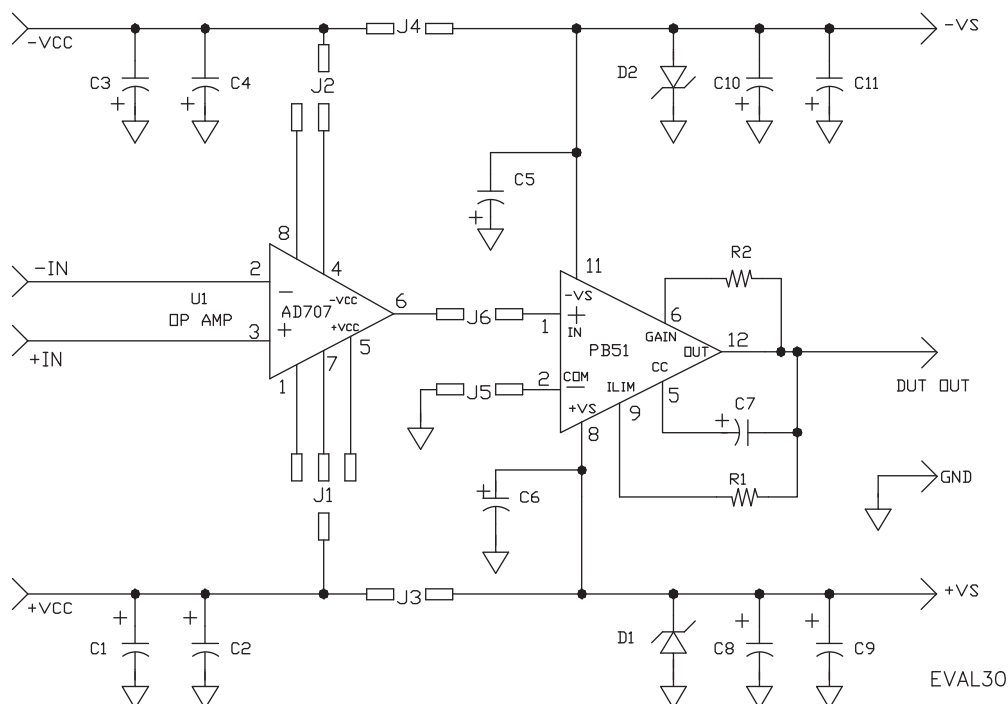 -VCC
J4
-VS
C3
+
C4
J2
D2
C10
+
C11
+
C5
+
8
4
11
R2
-IN
2
U1
OP AMP
-
AD707
-VCC
+VCC
+
6
J6
1
-VS
+
IN
PB51
GAIN
6
OUT
12
3
+IN
5
7
1
J5
2
COM
-
+VS
ILIM
CC
5
9
8
C7
+
DUT OUT
J1
+
C6
R1
GND
+VCC
J3
+VS
C1
+
C2
+
D1
C8
+
C9
+
EVAL30